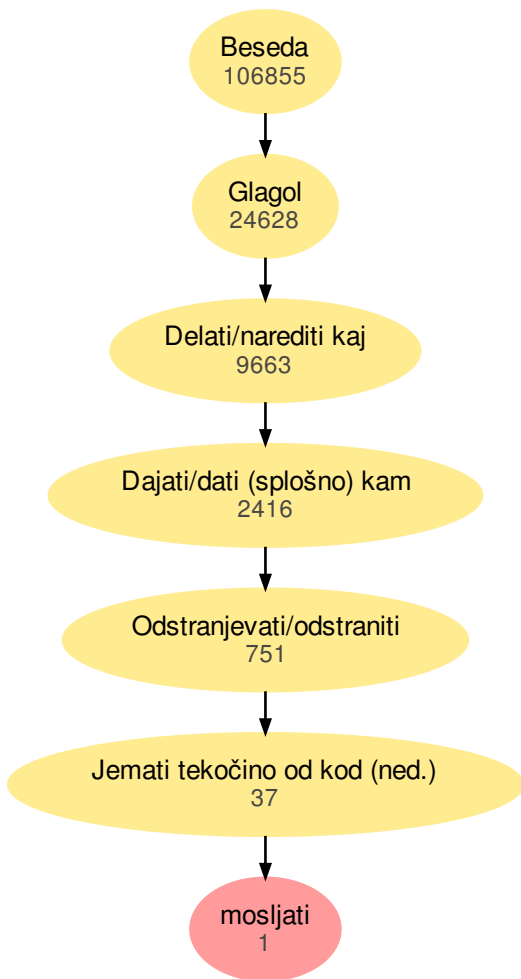 Beseda
106855
Glagol
24628
Delati/narediti kaj
9663
Dajati/dati (splošno) kam
2416
Odstranjevati/odstraniti
751
Jemati tekočino od kod (ned.)
37
mosljati
1